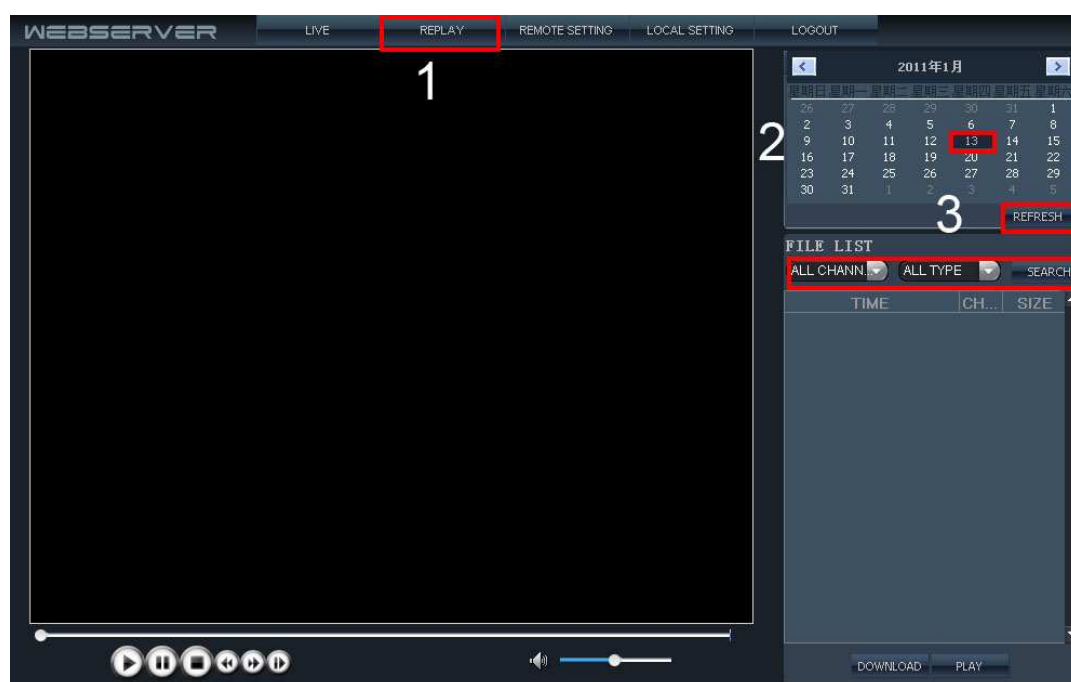 WEBSERVER LIVE REPLAY REMOTE SETTING LOCAL SETTING LOGOUT
1
2011年1月
星期日 星期一 星期二 星期三 星期四 星期五 星期六
26 27 28 29 30 31 1
2 3 4 5 6 7 8
2
9 10 11 12 13 14 15
16 17 18 19 20 21 22
23 24 25 26 27 28 29
30 31 1 2 3 4 5
3
REFRESH
FILE LIST
ALL CHANN... ALL TYPE SEARCH
TIME CH... SIZE
DOWNLOAD PLAY